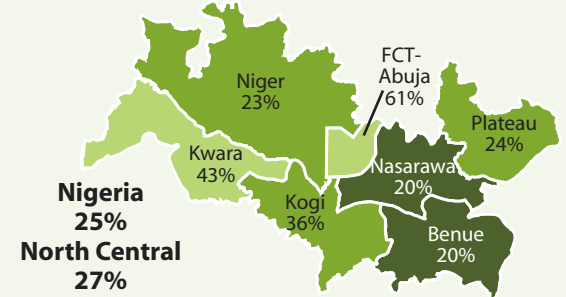 FCT-
Abuja
61%
Niger
23%
Plateau
24%
Kwara
43%
Nasarawa
20%
Kogi
36%
Nigeria
25%
North Central
27%
Benue
20%